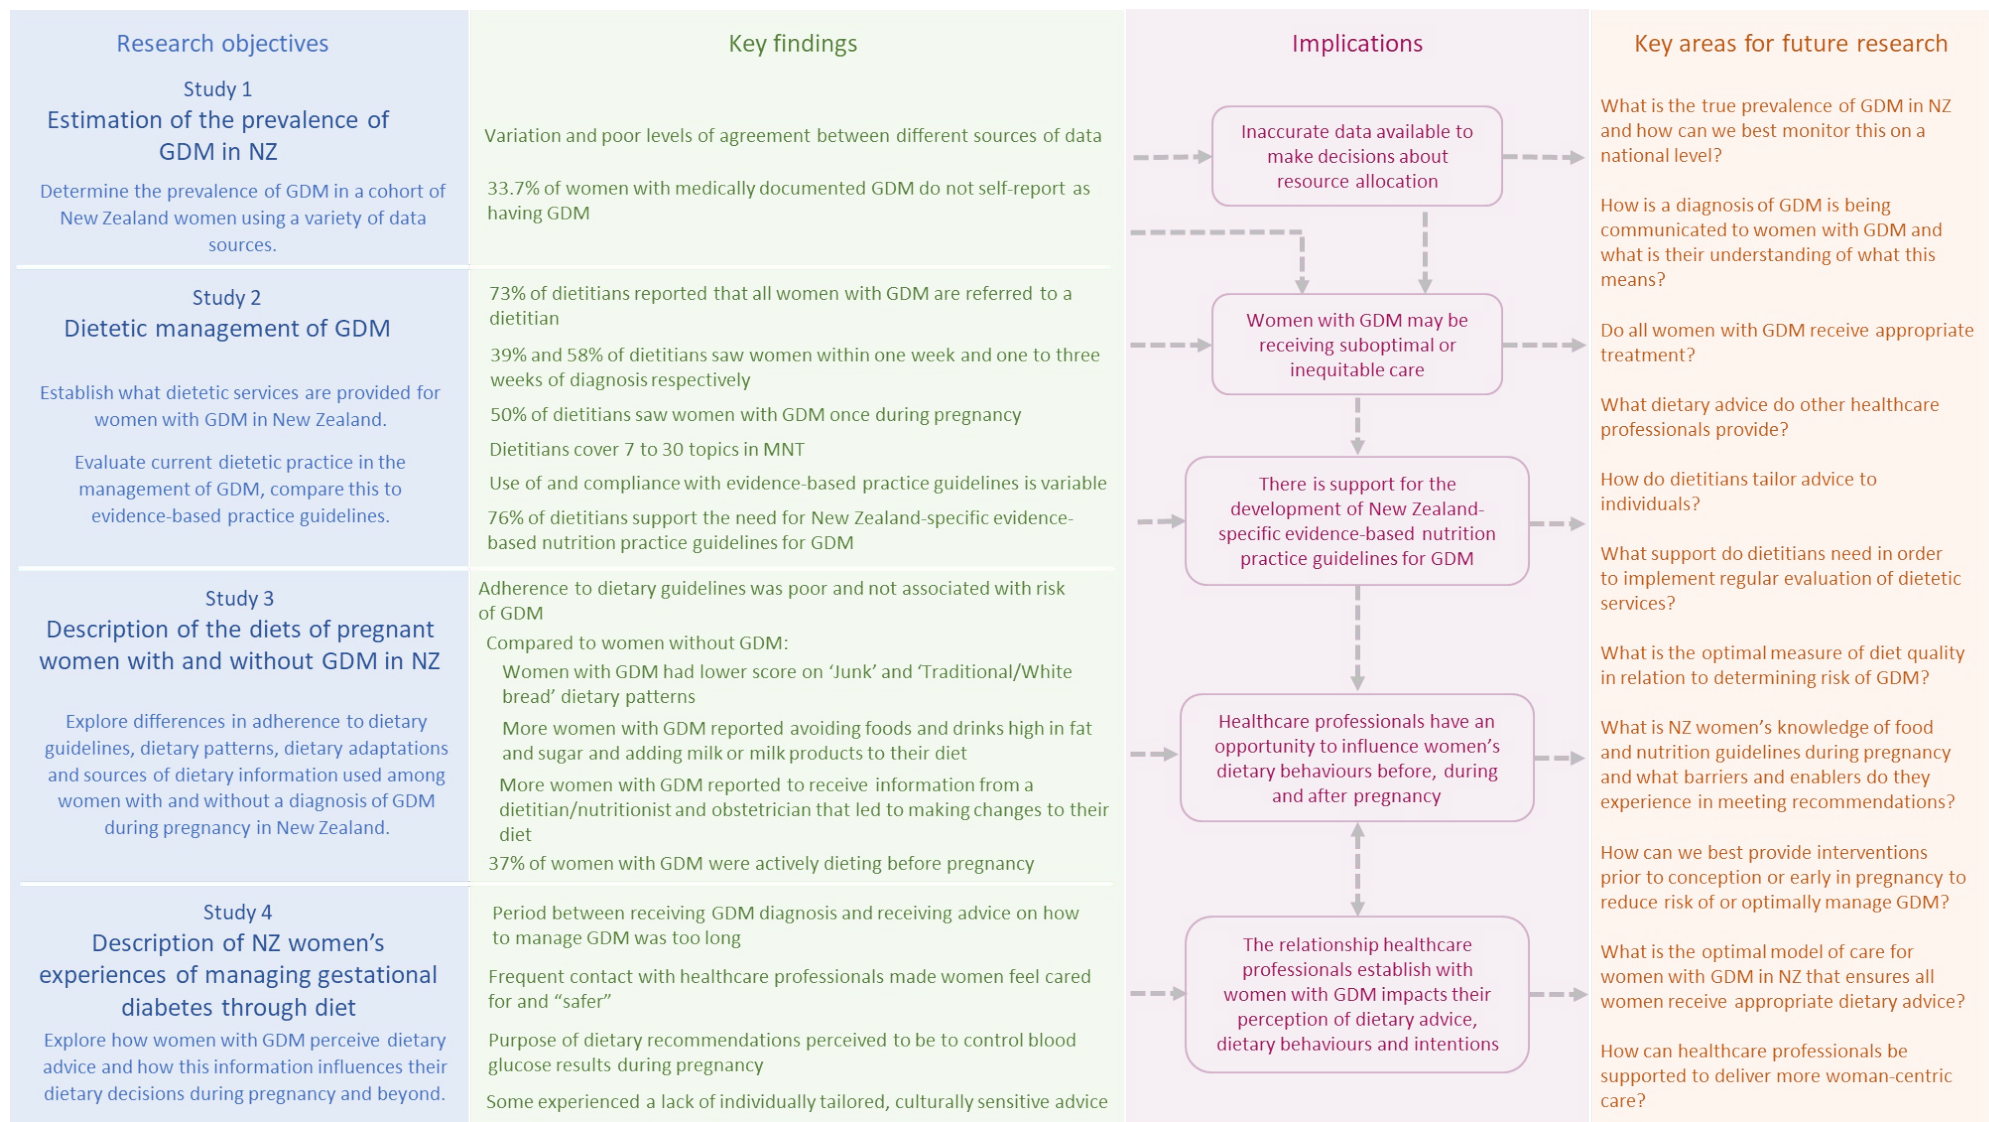 Research objectives
Study 1
Estimation of the prevalence of
GDM in NZ
Determine the prevalence of GDM in a cohort of
New Zealand women using a variety of data
sources.
Study 2
Dietetic management of GDM
Establish what dietetic services are provided for
women with GDM in New Zealand.
Evaluate current dietetic practice in the
management of GDM, compare this to
evidence-based practice guidelines.
Study 3
Description of the diets of pregnant
women with and without GDM in NZ
Explore differences in adherence to dietary
guidelines, dietary patterns, dietary adaptations
and sources of dietary information used among
women with and without a diagnosis of GDM
during pregnancy in New Zealand.
Study 4
Description of NZ women's
experiences of managing gestational
diabetes through diet
Explore how women with GDM perceive dietary
advice and how this information influences their
dietary decisions during pregnancy and beyond.
Key findings
Variation and poor levels of agreement between different sources of data
33.7% of women with medically documented GDM do not self-report as
having GDM
73% of dietitians reported that all women with GDM are referred to a
dietitian
39% and 58% of dietitians saw women within one week and one to three
weeks of diagnosis respectively
50% of dietitians saw women with GDM once during pregnancy
Dietitians cover 7 to 30 topics in MNT
Use of and compliance with evidence-based practice guidelines is variable
76% of dietitians support the need for New Zealand-specific evidence-
based nutrition practice guidelines for GDM
Adherence to dietary guidelines was poor and not associated with risk
of GDM
Compared to women without GDM:
Women with GDM had lower score on ‘Junk’ and ‘Traditional/White
bread’ dietary patterns
More women with GDM reported avoiding foods and drinks high in fat
and sugar and adding milk or milk products to their diet
More women with GDM reported to receive information from a
dietitian/nutritionist and obstetrician that led to making changes to their
diet
37% of women with GDM were actively dieting before pregnancy
Period between receiving GDM diagnosis and receiving advice on how
to manage GDM was too long
Frequent contact with healthcare professionals made women feel cared
for and “safer”
Purpose of dietary recommendations perceived to be to control blood
glucose results during pregnancy
Some experienced a lack of individually tailored, culturally sensitive advice
Implications
Inaccurate data available to
make decisions about
resource allocation
Women with GDM may be
receiving suboptimal or
inequitable care
There is support for the
development of New Zealand-
specific evidence-based nutrition
practice guidelines for GDM
Healthcare professionals have an
opportunity to influence women's
dietary behaviours before, during
and after pregnancy
The relationship healthcare
professionals establish with
women with GDM impacts their
perception of dietary advice,
dietary behaviours and intentions
Key areas for future research
What is the true prevalence of GDM in NZ
and how can we best monitor this on a
national level?
How is a diagnosis of GDM is being
communicated to women with GDM and
what is their understanding of what this
means?
Do all women with GDM receive appropriate
treatment?
What dietary advice do other healthcare
professionals provide?
How do dietitians tailor advice to
individuals?
What support do dietitians need in order
to implement regular evaluation of dietetic
services?
What is the optimal measure of diet quality
in relation to determining risk of GDM?
What is NZ women's knowledge of food
and nutrition guidelines during pregnancy
and what barriers and enablers do they
experience in meeting recommendations?
How can we best provide interventions
prior to conception or early in pregnancy to
reduce risk of or optimally manage GDM?
What is the optimal model of care for
women with GDM in NZ that ensures all
women receive appropriate dietary advice?
How can healthcare professionals be
supported to deliver more woman-centric
care?